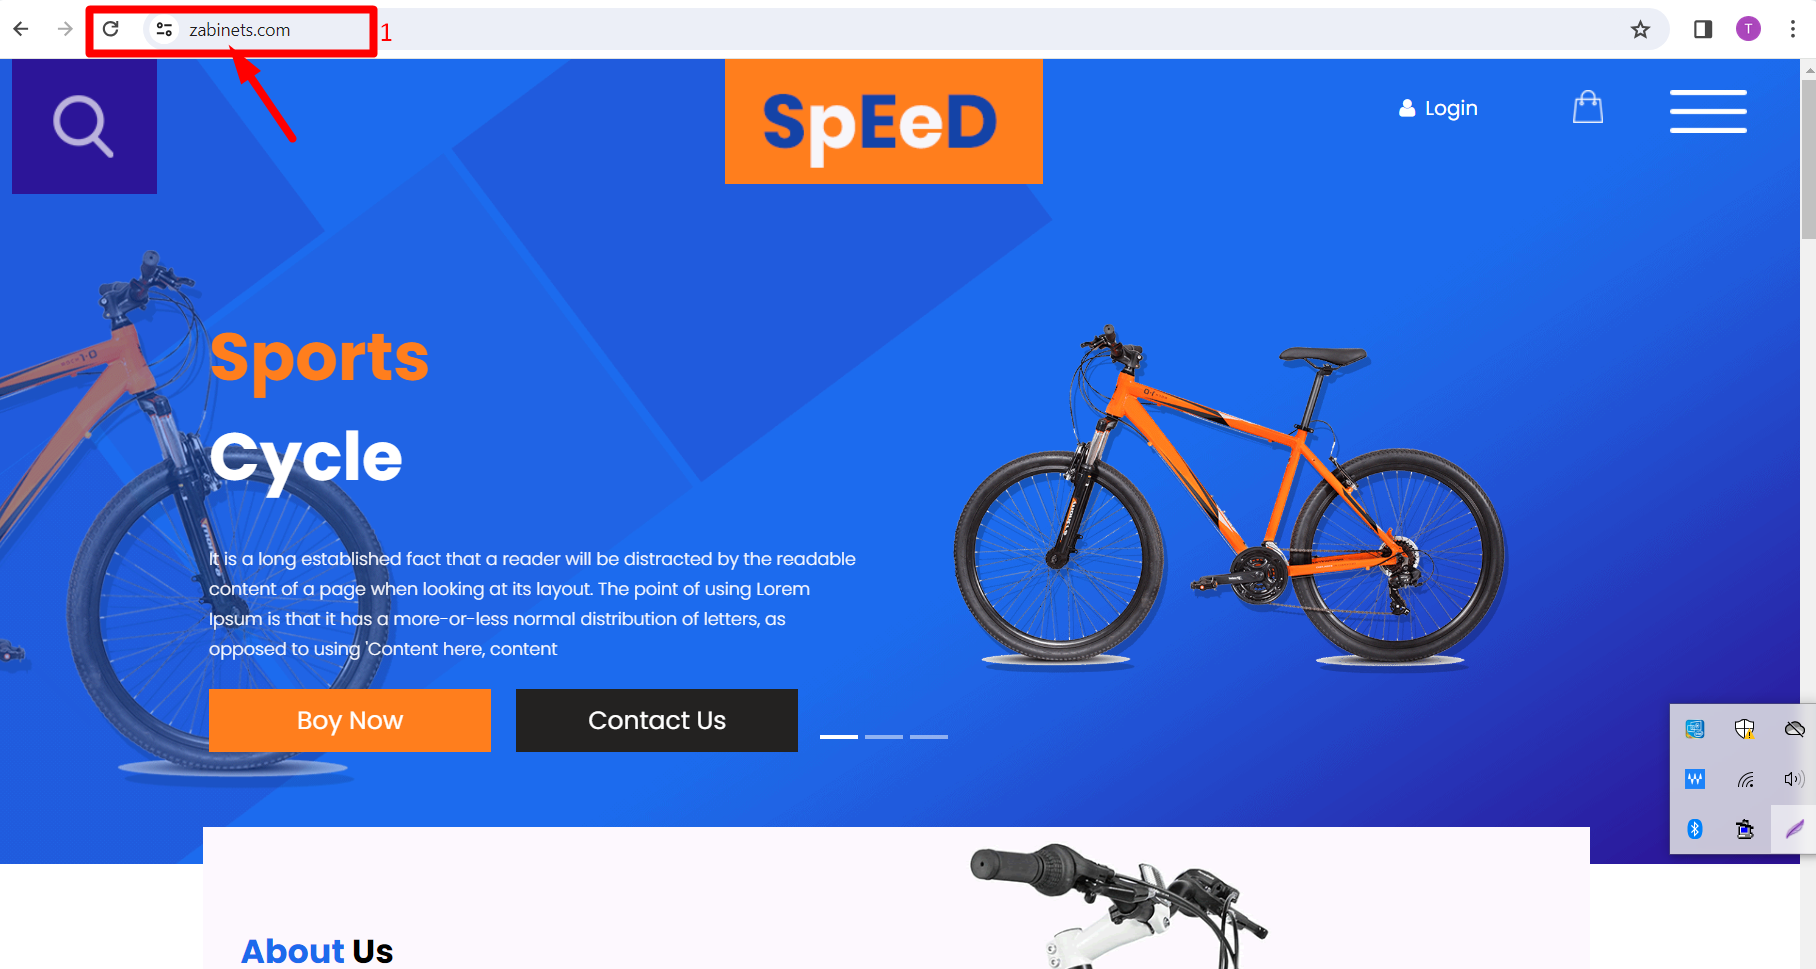 zabinets.com
1
T
SpEeD
Login
Sports
Cycle
It is a long established fact that a reader will be distracted by the readable
content of a page when looking at its layout. The point of using Lorem
Ipsum is that it has a more-or-less normal distribution of letters, as
opposed to using 'Content here, content
Boy Now
Contact Us
About Us